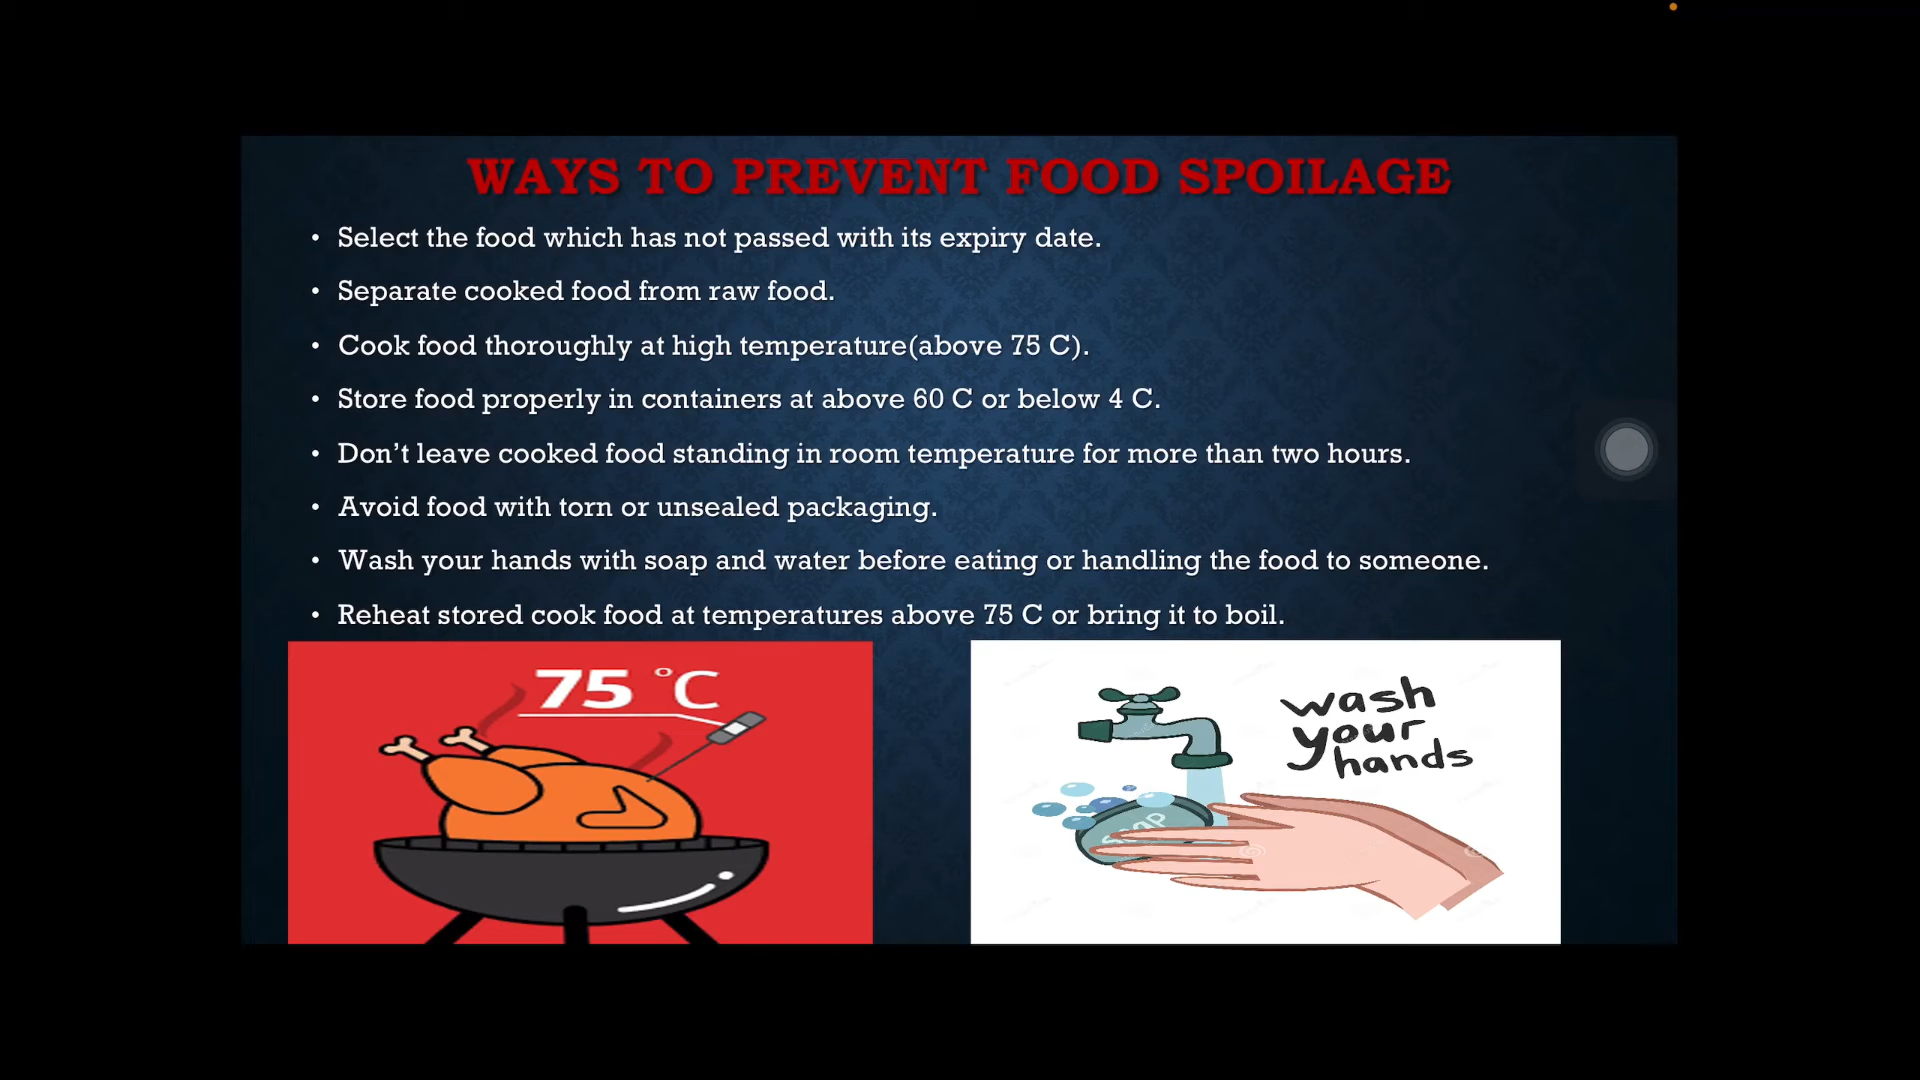 WAYS TO PREVENT FOOD SPOILAGE
• Select the food which has not passed with its expiry date.
• Separate cooked food from raw food.
• Cook food thoroughly at high temperature(above 75 C).
• Store food properly in containers at above 60 C or below 4 C.
• Don’t leave cooked food standing in room temperature for more than two hours.
• Avoid food with torn or unsealed packaging.
• Wash your hands with soap and water before eating or handling the food to someone.
• Reheat stored cook food at temperatures above 75 C or bring it to boil.
75 °C
wash
your
hands
soap